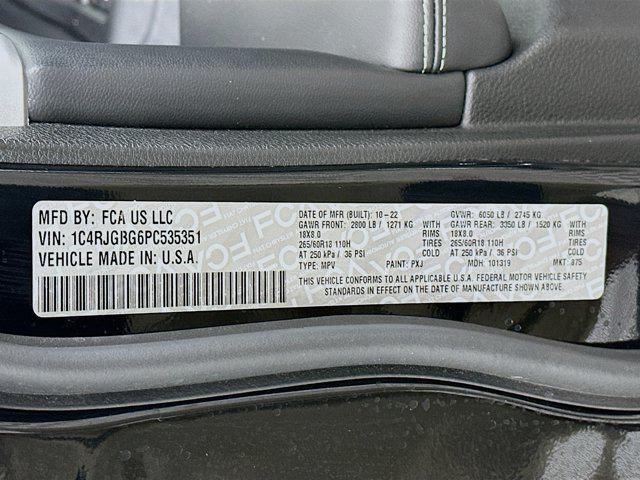 MFD BY: FCA US LLC
VIN: 1C4RJGBG6PC535351
VEHICLE MADE IN: U.S.A.
DATE OF MFR (BUILT): 10-22 GVWR: 6050 LB / 2745 KG
GAWR FRONT: 2800 LB / 1271 KG WITH GAWR REAR: 3350 LB / 1520 KG WITH
18X8.0 RIMS 18X8.0 RIMS
265/60R18 110H TIRES 265/60R18 110H TIRES
AT 250 kPa / 36 PSI COLD AT 250 kPa / 36 PSI COLD
TYPE: MPV PAINT: PXJ MDH: 101319 MKT: 875
THIS VEHICLE CONFORMS TO ALL APPLICABLE U.S.A. FEDERAL MOTOR VEHICLE SAFETY
STANDARDS IN EFFECT ON THE DATE OF MANUFACTURE SHOWN ABOVE.